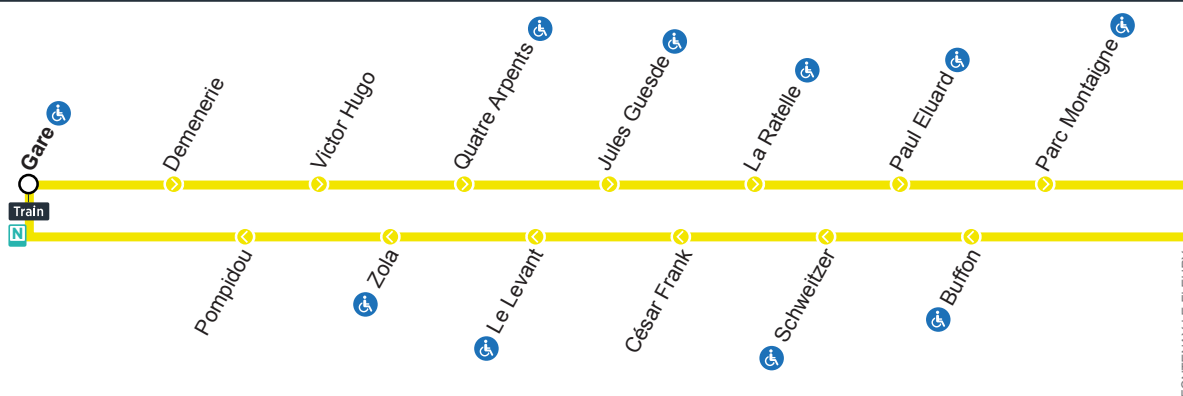 Gare
Demenerie
Victor Hugo
Quatre Arpents
Jules Guesde
La Ratelle
Paul Eluard
Parc Montaigne
Train
N
Pompidou
Zola
Le Levant
César Frank
Schweitzer
Buffon